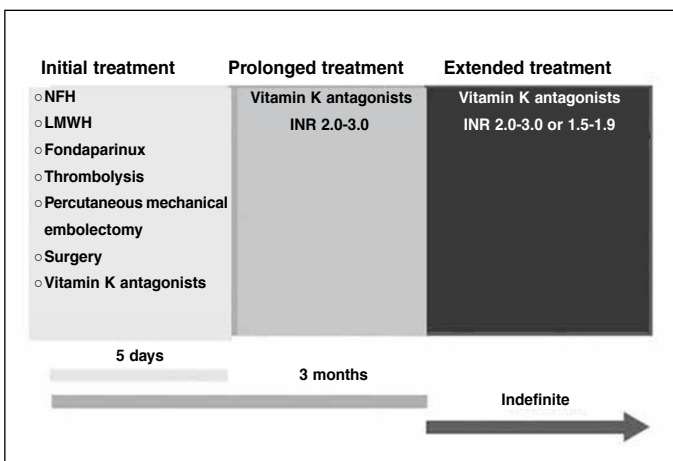 Initial treatment
○NFH
○LMWH
○Fondaparinux
○Thrombolysis
○Percutaneous mechanical
embolectomy
○Surgery
○Vitamin K antagonists
Prolonged treatment
Vitamin K antagonists
INR 2.0-3.0
Extended treatment
Vitamin K antagonists
INR 2.0-3.0 or 1.5-1.9
5 days
3 months
Indefinite